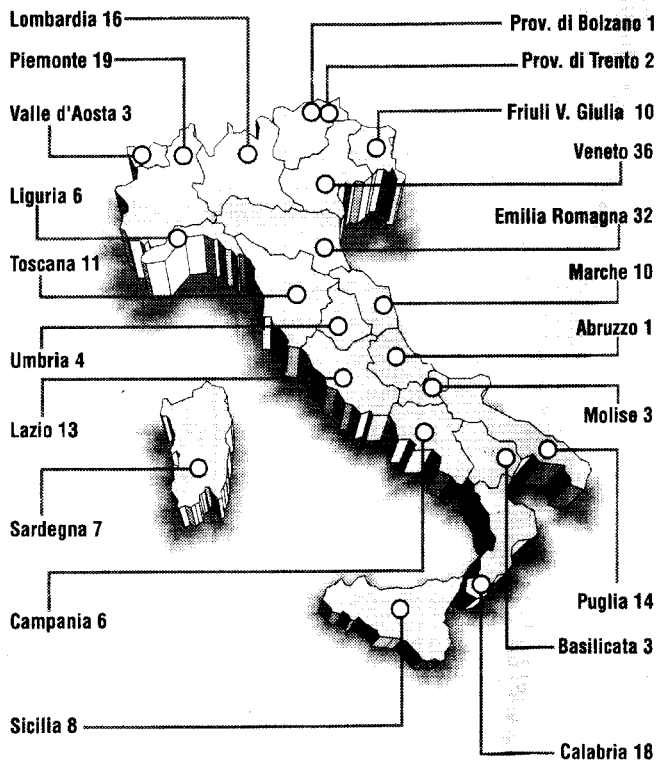 Lombardia 16
Piemonte 19
Valle d'Aosta 3
Liguria 6
Toscana 11
Umbria 4
Lazio 13
Sardegna 7
Campania 6
Sicilia 8
Prov. di Bolzano 1
Prov. di Trento 2
Friuli V. Giulia 10
Veneto 36
Emilia Romagna 32
Marche 10
Abruzzo 1
Molise 3
Puglia 14
Basilicata 3
Calabria 18